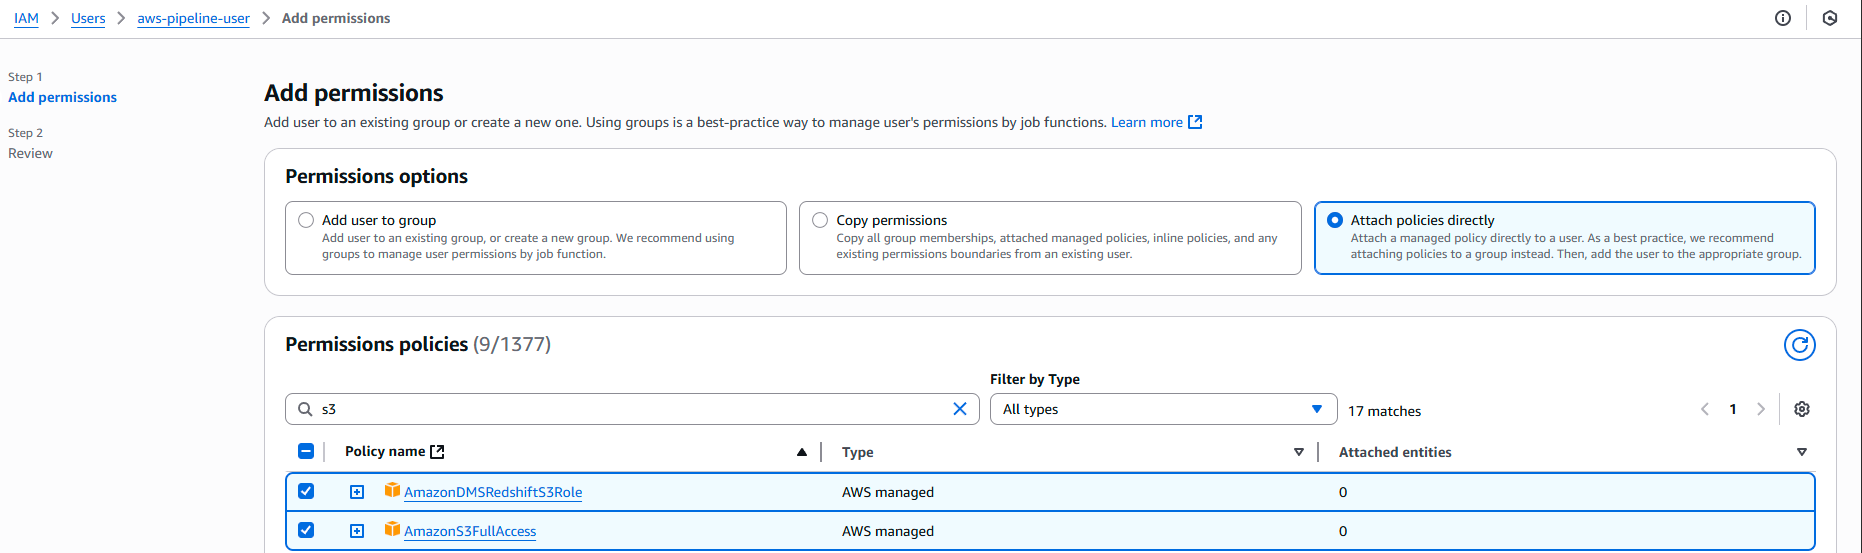 IAM > Users > aws-pipeline-user > Add permissions
Step 1
Add permissions
Step 2
Review
Add permissions
Add user to an existing group or create a new one. Using groups is a best-practice way to manage user's permissions by job functions. Learn more
Permissions options
Add user to group
Add user to an existing group, or create a new group. We recommend using
groups to manage user permissions by job function.
Copy permissions
Copy all group memberships, attached managed policies, inline policies, and any
existing permissions boundaries from an existing user.
Attach policies directly
Attach a managed policy directly to a user. As a best practice, we recommend
attaching policies to a group instead. Then, add the user to the appropriate group.
Permissions policies (9/1377)
Filter by Type
s3
All types
17 matches
1
Policy name
Type
Attached entities
AmazonDMSRedshiftS3Role AWS managed 0
AmazonS3FullAccess AWS managed 0